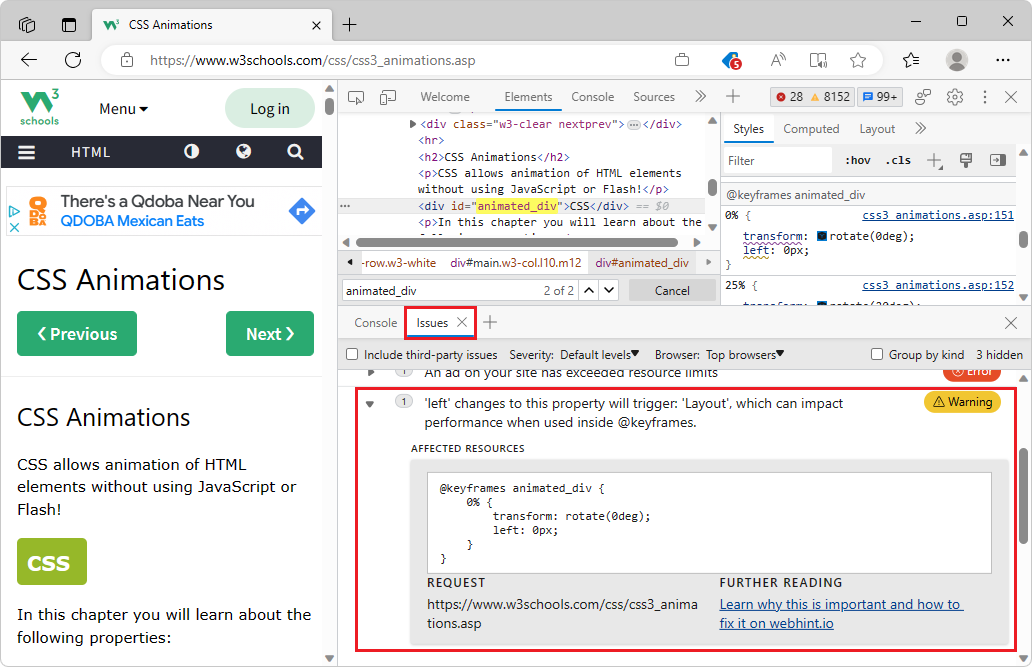 CSS Animations
https://www.w3schools.com/css/css3_animations.asp
5
3
schools
Menu
Log in
HTML
There's a Qdoba Near You
QDOBA Mexican Eats
QDOBA
CSS Animations
❮ Previous
Next ❯
CSS Animations
CSS allows animation of HTML
elements without using JavaScript or
Flash!
CSS
In this chapter you will learn about the
following properties:
Welcome
Elements
Console
Sources
28
8152
99+
<div class="w3-clear nextprev"> ⋯ </div>
<hr>
<h2>CSS Animations</h2>
<p>CSS allows animation of HTML elements
without using JavaScript or Flash!</p>
<div id="animated_div">CSS</div> == $0
<p>In this chapter you will learn about the
-row.w3-white
div#main.w3-col.l10.m12
div#animated_div
animated_div
2 of 2
Cancel
Styles
Computed
Layout
Filter
:hov
.cls
@keyframes animated_div
0% {
css3_animations.asp:151
transform: rotate(0deg);
left: 0px;
}
25% {
css3_animations.asp:152
Console
Issues
Include third-party issues
Severity: Default levels
Browser: Top browsers
Group by kind
3 hidden
1
An ad on your site has exceeded resource limits
Error
1
'left' changes to this property will trigger: 'Layout', which can impact
performance when used inside @keyframes.
Warning
AFFECTED RESOURCES
@keyframes animated_div {
0% {
transform: rotate(0deg);
left: 0px;
}
}
REQUEST
https://www.w3schools.com/css/css3_anima
tions.asp
FURTHER READING
Learn why this is important and how to
fix it on webhint.io